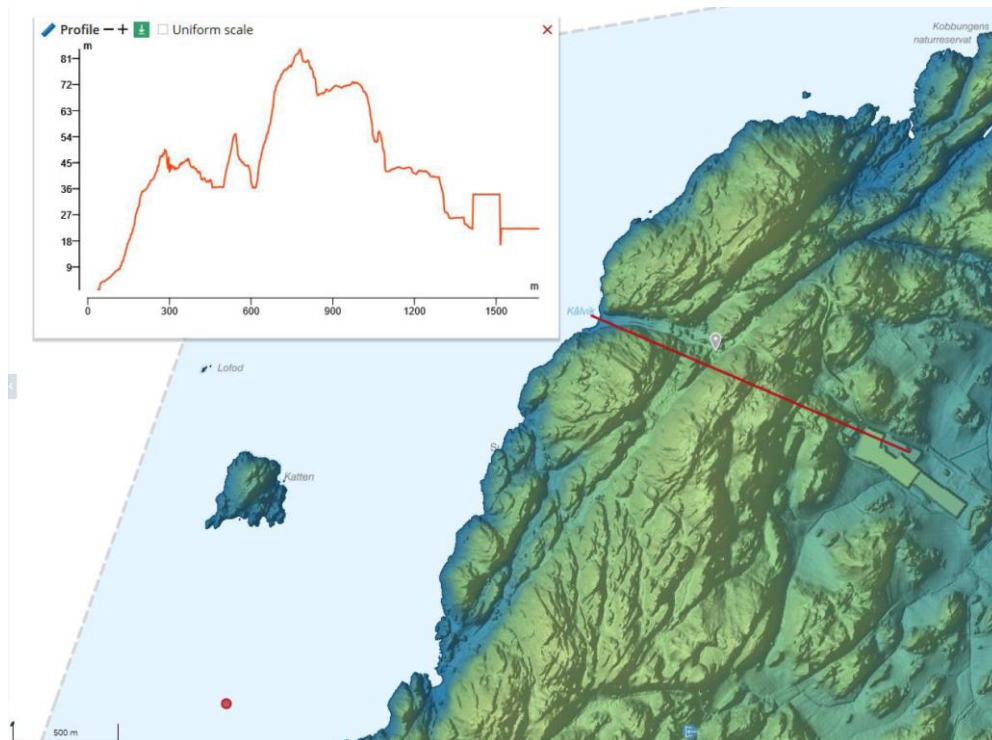 Profile − + Uniform scale ×
m
81
72
63
54
45
36
27
18
9
m
0 300 600 900 1200 1500
Kobbungens
naturreservat
Kålvik
Lofod
Katten
500 m